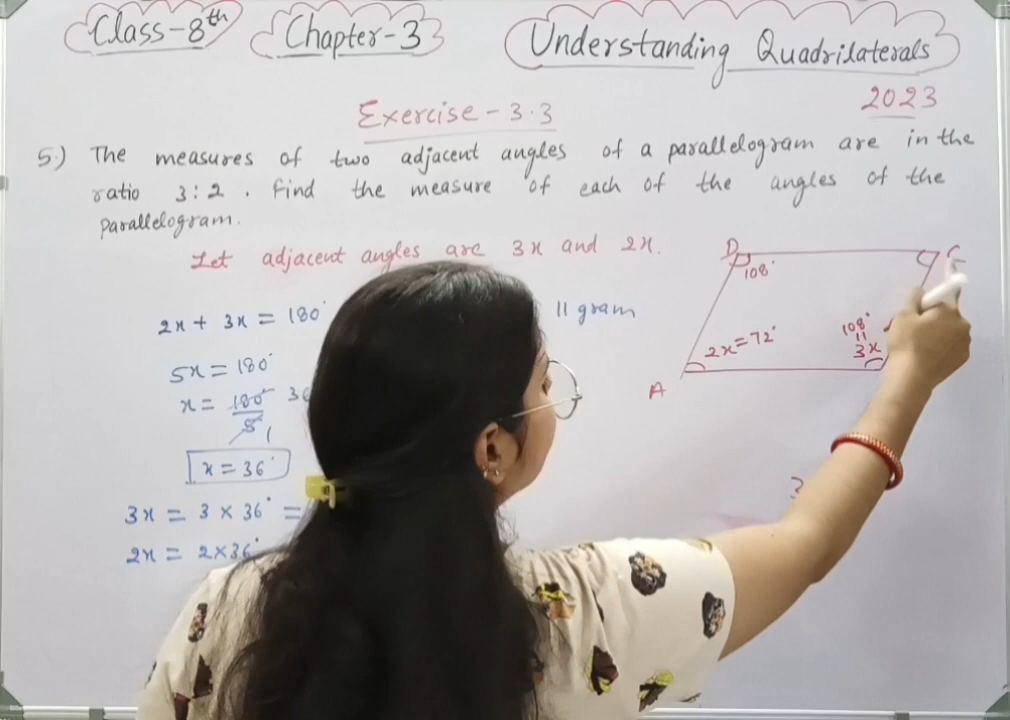 Class-8th
Chapter-3
Understanding Quadrilaterals
2023
Exercise-3.3
5.) The measures of two adjacent angles of a parallelogram are in the
ratio 3:2. Find the measure of each of the angles of the
Parallelogram.
Let adjacent angles are 3x and 2x.
2x + 3x = 180°
11 gram
5x = 180°
x = 180°
5
1
x = 36°
3x = 3 × 36° =
2x = 2×36°
D
C
108°
2x = 72°
108°
11
3x
A